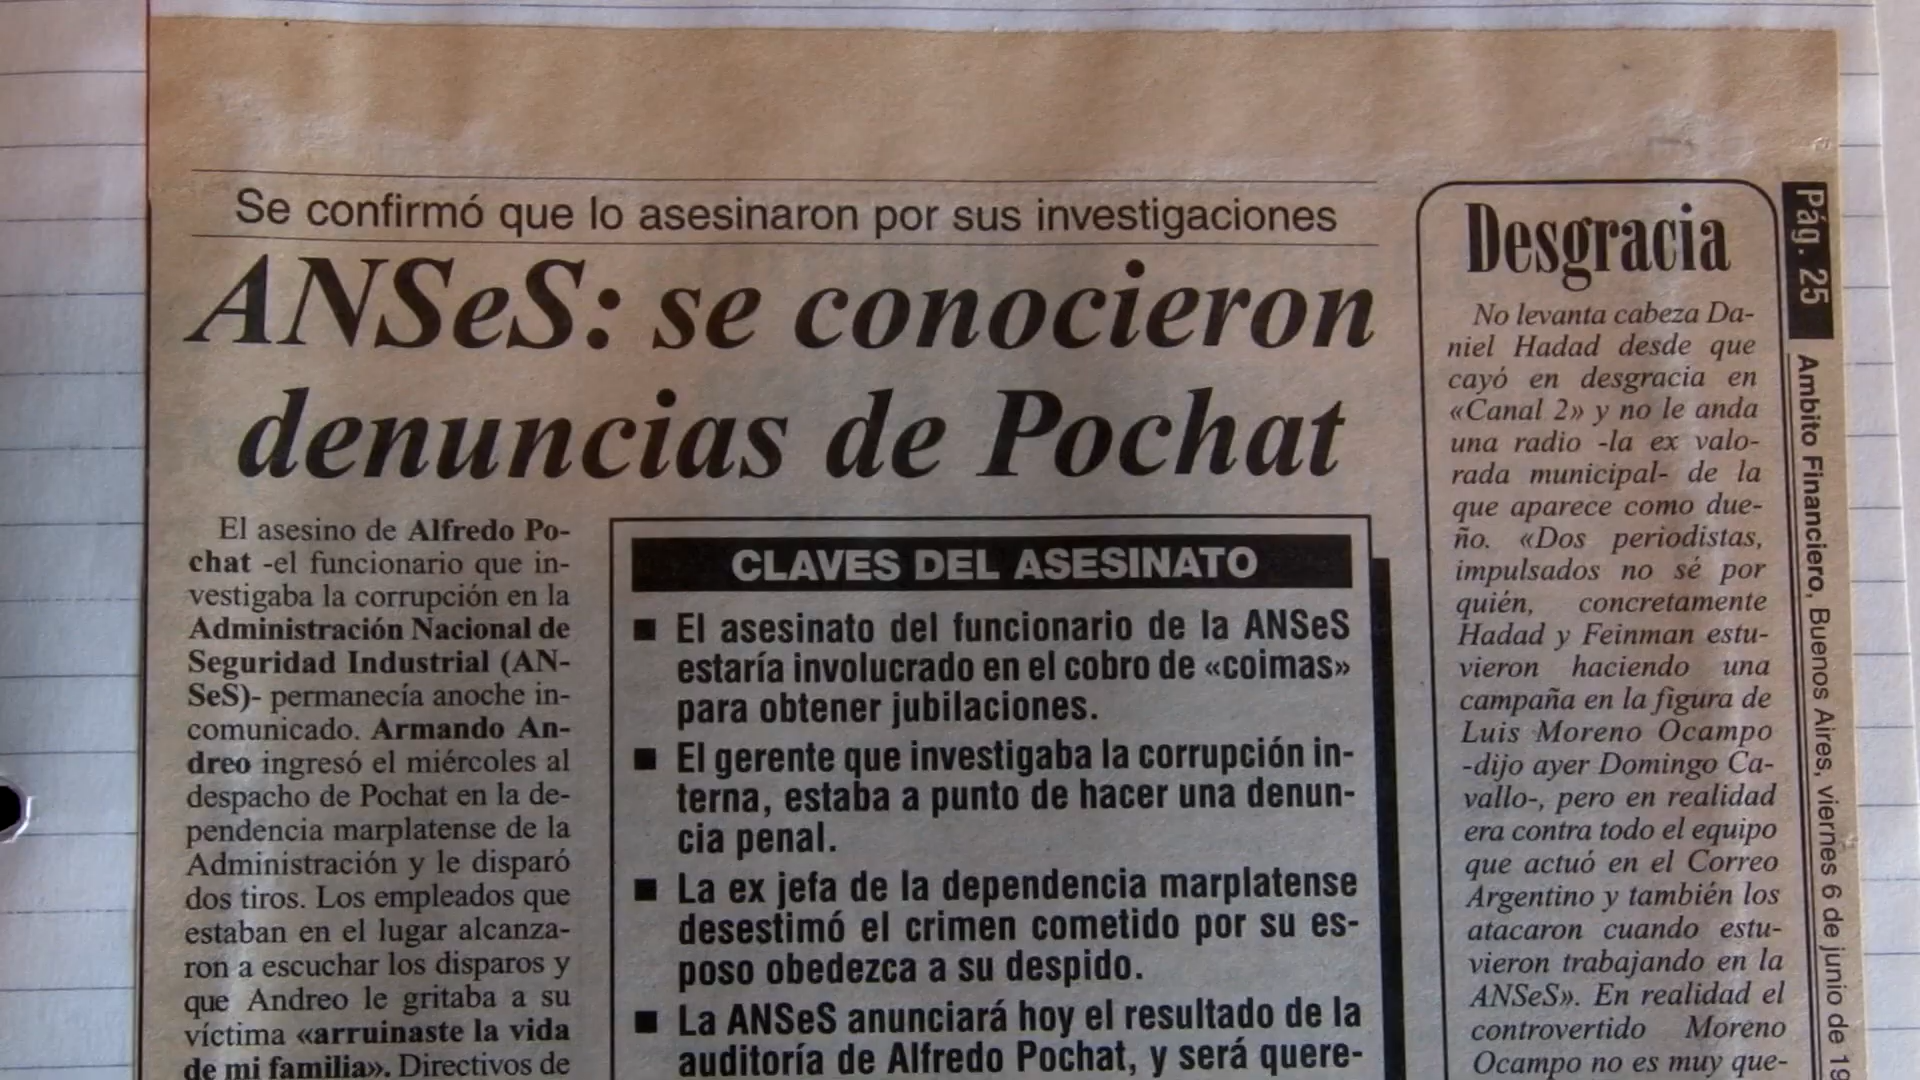 Se confirmó que lo asesinaron por sus investigaciones
ANSeS: se conocieron
denuncias de Pochat
El asesino de Alfredo Po-
chat -el funcionario que in-
vestigaba la corrupción en la
Administración Nacional de
Seguridad Industrial (AN-
SeS)- permanecía anoche in-
comunicado. Armando An-
dreo ingresó el miércoles al
despacho de Pochat en la de-
pendencia marplatense de la
Administración y le disparó
dos tiros. Los empleados que
estaban en el lugar alcanza-
ron a escuchar los disparos y
que Andreo le gritaba a su
víctima «arruinaste la vida
de mi familia». Directivos de
CLAVES DEL ASESINATO
■ El asesinato del funcionario de la ANSeS
estaría involucrado en el cobro de «coimas»
para obtener jubilaciones.
■ El gerente que investigaba la corrupción in-
terna, estaba a punto de hacer una denun-
cia penal.
■ La ex jefa de la dependencia marplatense
desestimó el crimen cometido por su es-
poso obedezca a su despido.
■ La ANSeS anunciará hoy el resultado de la
auditoría de Alfredo Pochat, y será quere-
Desgracia
No levanta cabeza Da-
niel Hadad desde que
cayó en desgracia en
«Canal 2» y no le anda
una radio -la ex valo-
rada municipal- de la
que aparece como due-
ño. «Dos periodistas,
impulsados no sé por
quién, concretamente
Hadad y Feinman estu-
vieron haciendo una
campaña en la figura de
Luis Moreno Ocampo
-dijo ayer Domingo Ca-
vallo-, pero en realidad
era contra todo el equipo
que actuó en el Correo
Argentino y también los
atacaron cuando estu-
vieron trabajando en la
ANSeS». En realidad el
controvertido Moreno
Ocampo no es muy que-
Pág. 25 Ambito Financiero, Buenos Aires, viernes 6 de junio de 19